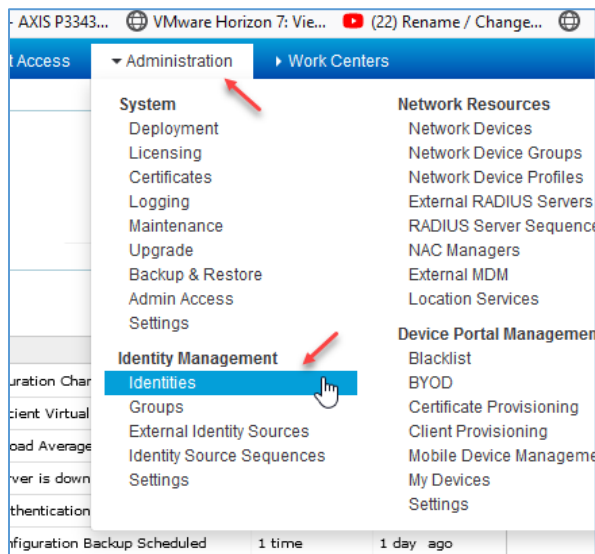 - AXIS P3343... VMware Horizon 7: Vie... (22) Rename / Change...
t Access Administration Work Centers
System
Deployment
Licensing
Certificates
Logging
Maintenance
Upgrade
Backup & Restore
Admin Access
Settings
Identity Management
Identities
Groups
External Identity Sources
Identity Source Sequences
Settings
Network Resources
Network Devices
Network Device Groups
Network Device Profiles
External RADIUS Servers
RADIUS Server Sequence
NAC Managers
External MDM
Location Services
Device Portal Managemen
Blacklist
BYOD
Certificate Provisioning
Client Provisioning
Mobile Device Manageme
My Devices
Settings
uration Char
cient Virtual
oad Average
ver is down
thentication
nfiguration Backup Scheduled 1 time 1 day ago